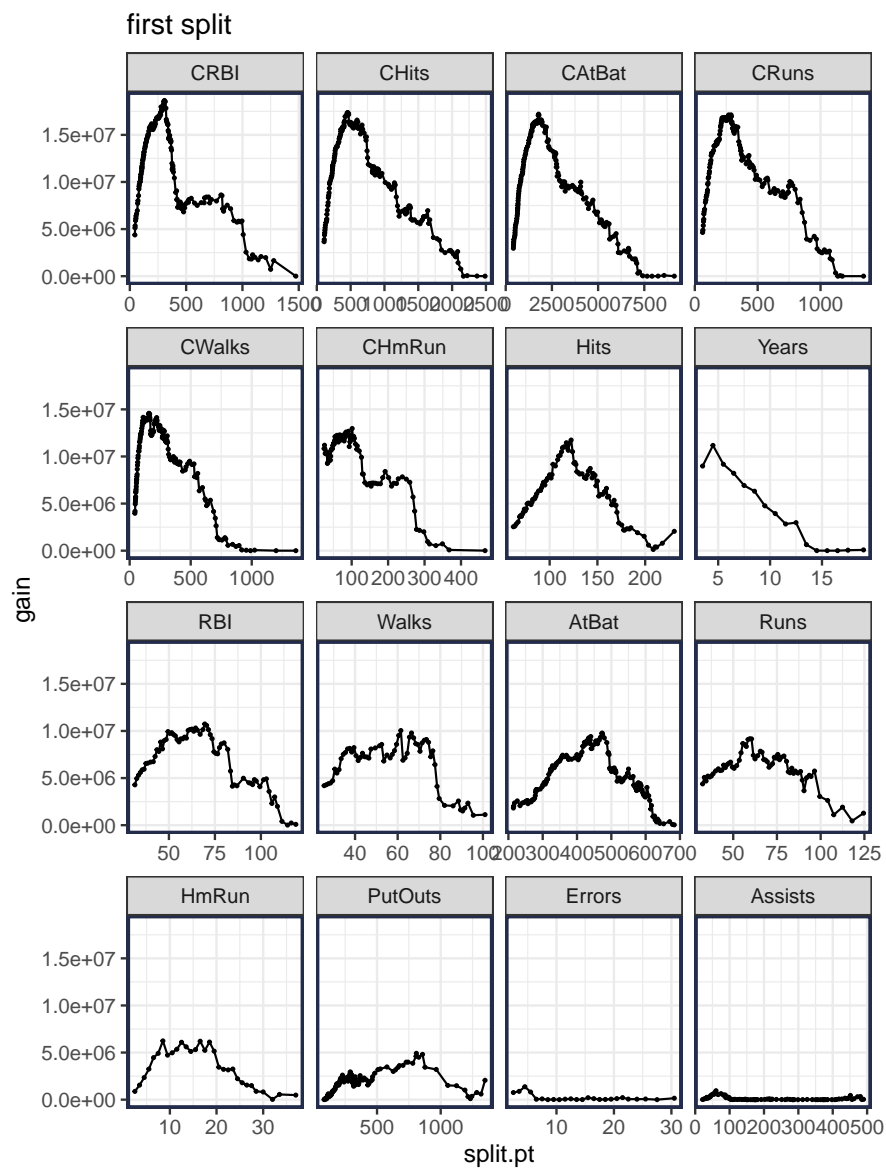 first split
CRBI CHits CAtBat CRuns
1.5e+07
1.0e+07
5.0e+06
0.0e+00
0 500 1000 1500 0 500 1000 1500 2000 2500 0 2500 5000 7500 0 500 1000
CWalks CHmRun Hits Years
1.5e+07
1.0e+07
5.0e+06
0.0e+00
0 500 1000 100 200 300 400 100 150 200 5 10 15
gain
RBI Walks AtBat Runs
1.5e+07
1.0e+07
5.0e+06
0.0e+00
50 75 100 40 60 80 100 200 300 400 500 600 700 50 75 100 125
HmRun PutOuts Errors Assists
1.5e+07
1.0e+07
5.0e+06
0.0e+00
10 20 30 500 1000 10 20 30 0 100 200 300 400 500
split.pt